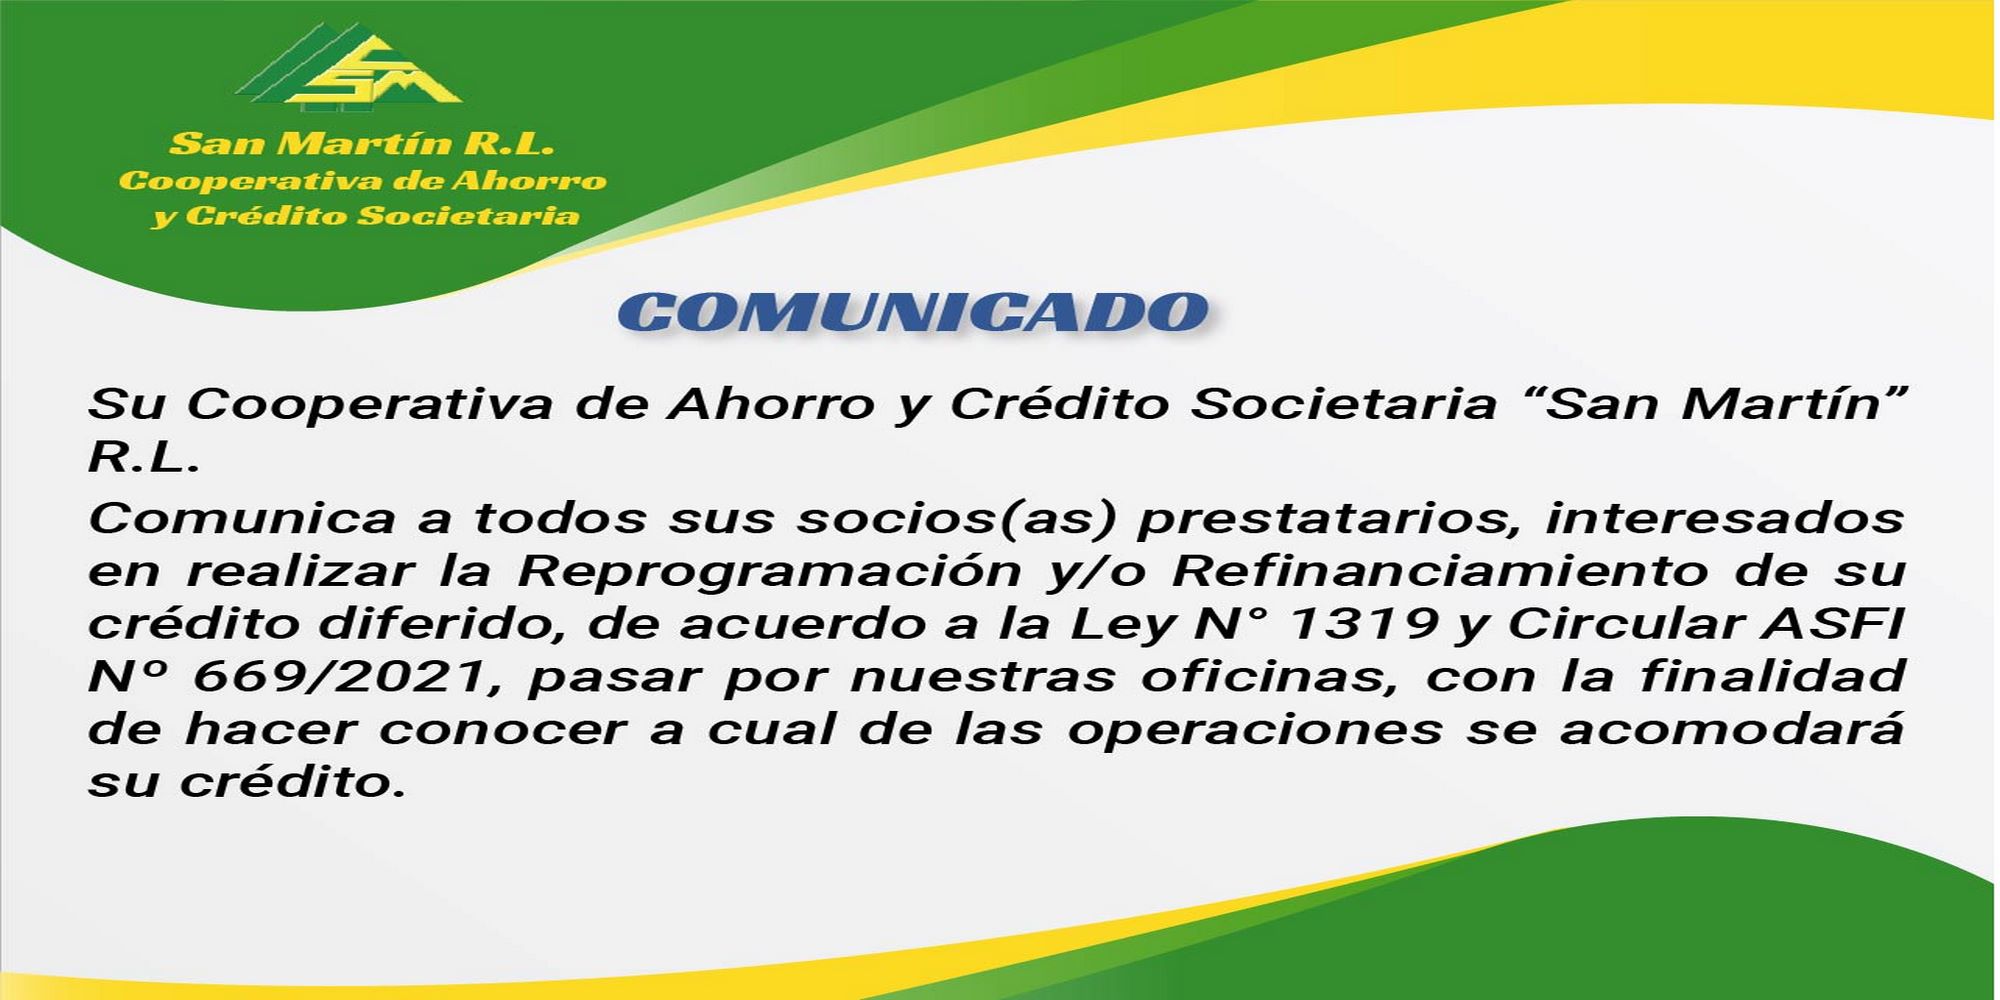 San Martín R.L.
Cooperativa de Ahorro
y Crédito Societaria
COMUNICADO
Su Cooperativa de Ahorro y Crédito Societaria “San Martín”
R.L.
Comunica a todos sus socios(as) prestatarios, interesados
en realizar la Reprogramación y/o Refinanciamiento de su
crédito diferido, de acuerdo a la Ley N° 1319 y Circular ASFI
Nº 669/2021, pasar por nuestras oficinas, con la finalidad
de hacer conocer a cual de las operaciones se acomodará
su crédito.